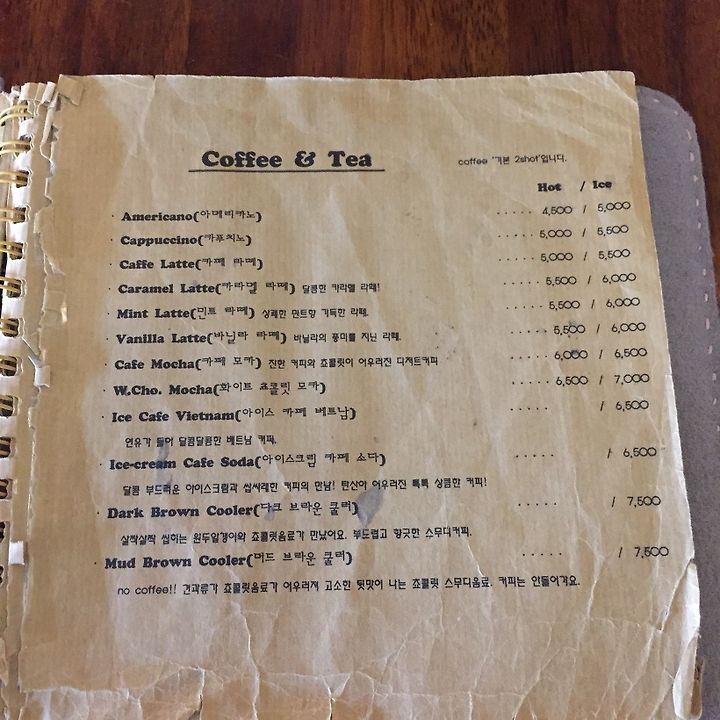 Coffee & Tea
coffee '기본 2shot'입니다.
Hot / Ice
· Americano(아메리카노) ····· 4,500 / 5,000
· Cappuccino(카푸치노) ····· 5,000 / 5,500
· Caffe Latte(카페 라떼) ····· 5,000 / 5,500
· Caramel Latte(카라멜 라떼) 달콤한 카라멜 라떼! ····· 5,500 / 6,000
· Mint Latte(민트 라떼) 상쾌한 민트향 가득한 라떼. ····· 5,500 / 6,000
· Vanilla Latte(바닐라 라떼) 바닐라의 풍미를 지닌 라떼. ····· 5,500 / 6,000
· Cafe Mocha(카페 모카) 진한 커피와 쵸콜릿이 어우러진 디저트커피 ····· 6,000 / 6,500
· W.Cho. Mocha(화이트 쵸콜릿 모카) ····· 6,500 / 7,000
· Ice Cafe Vietnam(아이스 카페 베트남) ····· / 6,500
연유가 들어 달콤달콤한 베트남 커피.
· Ice-cream Cafe Soda(아이스크림 카페 소다) ····· / 6,500
달콤 부드러운 아이스크림과 쌉싸래한 커피의 만남! 탄산이 어우러진 톡톡 상큼한 커피!
· Dark Brown Cooler(다크 브라운 쿨러) ····· / 7,500
살짝살짝 씹히는 원두알갱이와 쵸콜릿음료가 만났어요. 부드럽고 향긋한 스무디커피.
· Mud Brown Cooler(머드 브라운 쿨러) ····· / 7,500
no coffee!! 견과류가 쵸콜릿음료가 어우러져 고소한 뒷맛이 나는 쵸콜릿 스무디음료. 커피는 안들어가요.